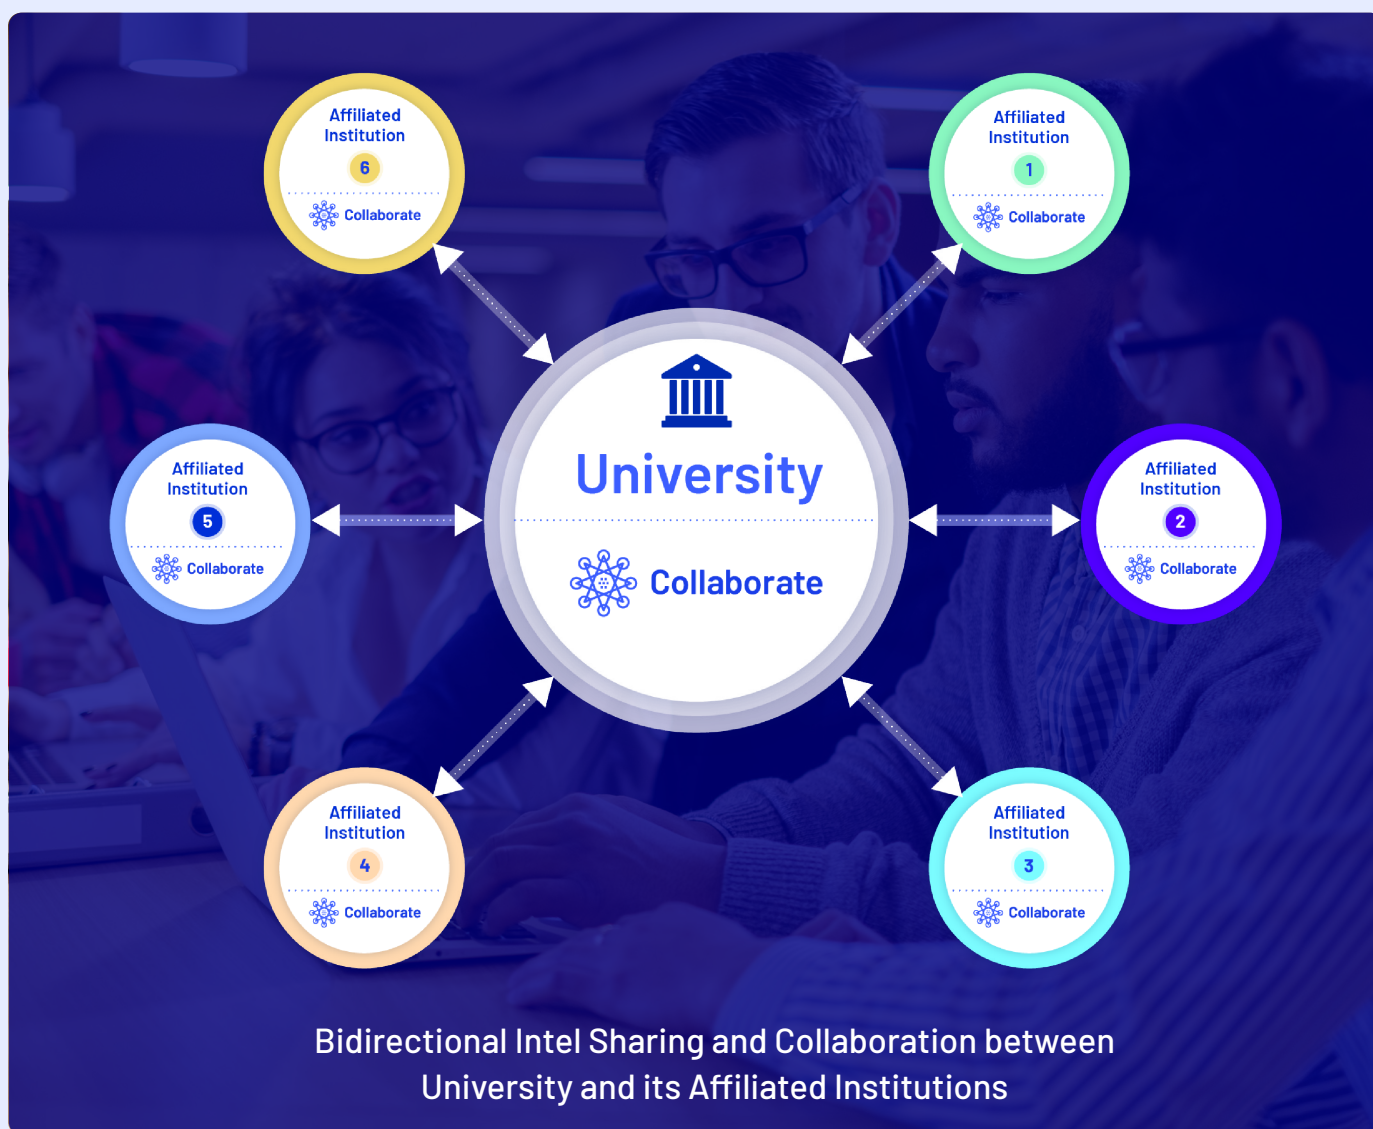 Affiliated
Institution
6
Collaborate
Affiliated
Institution
1
Collaborate
University
Collaborate
Affiliated
Institution
5
Collaborate
Affiliated
Institution
2
Collaborate
Affiliated
Institution
4
Collaborate
Affiliated
Institution
3
Collaborate
Bidirectional Intel Sharing and Collaboration between
University and its Affiliated Institutions